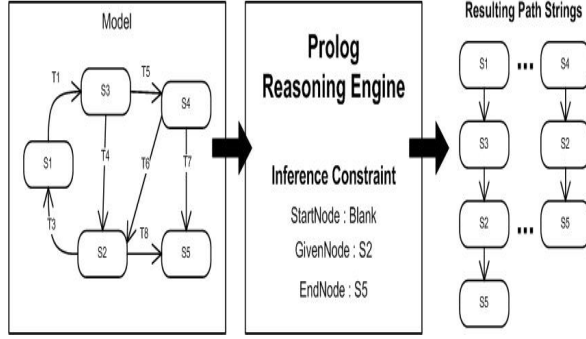 Model
T1
S3
T5
S4
S1
T4
T6
T7
T3
S2
T8
S5
Prolog
Reasoning Engine
Inference Constraint
StartNode : Blank
GivenNode : S2
EndNode : S5
Resulting Path Strings
S1 ... S4
S3 S2
S2 ... S5
S5